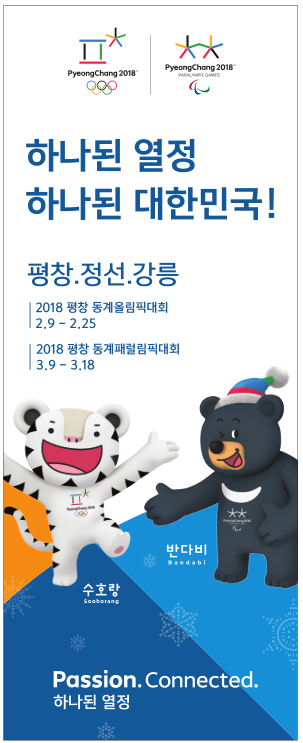 PyeongChang 2018™
PyeongChang 2018™
PARALYMPIC GAMES
하나된 열정
하나된 대한민국!
평창.정선.강릉
2018 평창 동계올림픽대회
2.9 – 2.25
2018 평창 동계패럴림픽대회
3.9 – 3.18
PyeongChang 2018
PyeongChang 2018
반다비
Bandabi
수호랑
Soohorang
Passion. Connected.
하나된 열정